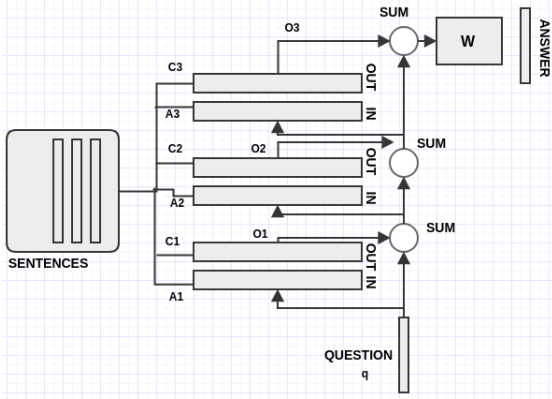 SUM
O3
W
ANSWER
C3
OUT
A3
IN
C2
O2
OUT
SUM
A2
IN
C1
O1
OUT
SUM
A1
IN
SENTENCES
QUESTION
q